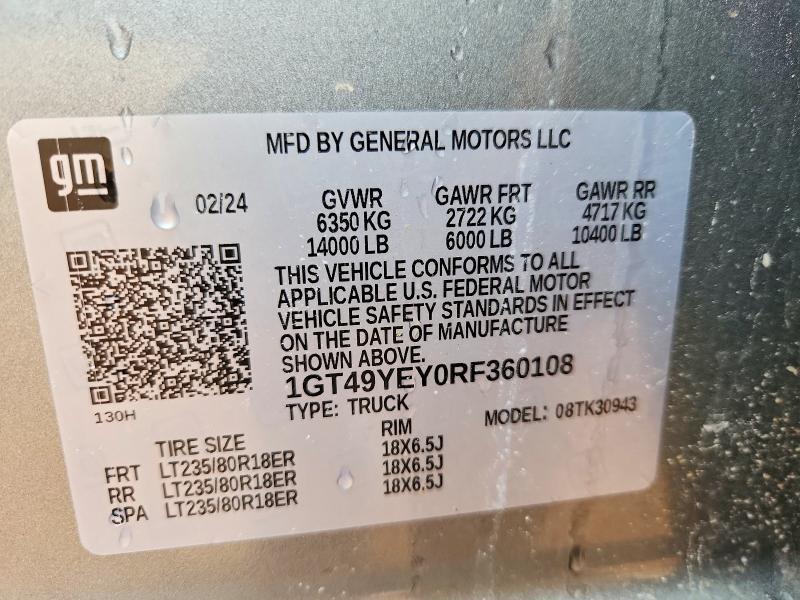 gm
MFD BY GENERAL MOTORS LLC
02/24
GVWR GAWR FRT GAWR RR
6350 KG 2722 KG 4717 KG
14000 LB 6000 LB 10400 LB
THIS VEHICLE CONFORMS TO ALL
APPLICABLE U.S. FEDERAL MOTOR
VEHICLE SAFETY STANDARDS IN EFFECT
ON THE DATE OF MANUFACTURE
SHOWN ABOVE.
1GT49YEY0RF360108
130H
TYPE: TRUCK MODEL: 08TK30943
TIRE SIZE RIM
FRT LT235/80R18ER 18X6.5J
RR LT235/80R18ER 18X6.5J
SPA LT235/80R18ER 18X6.5J